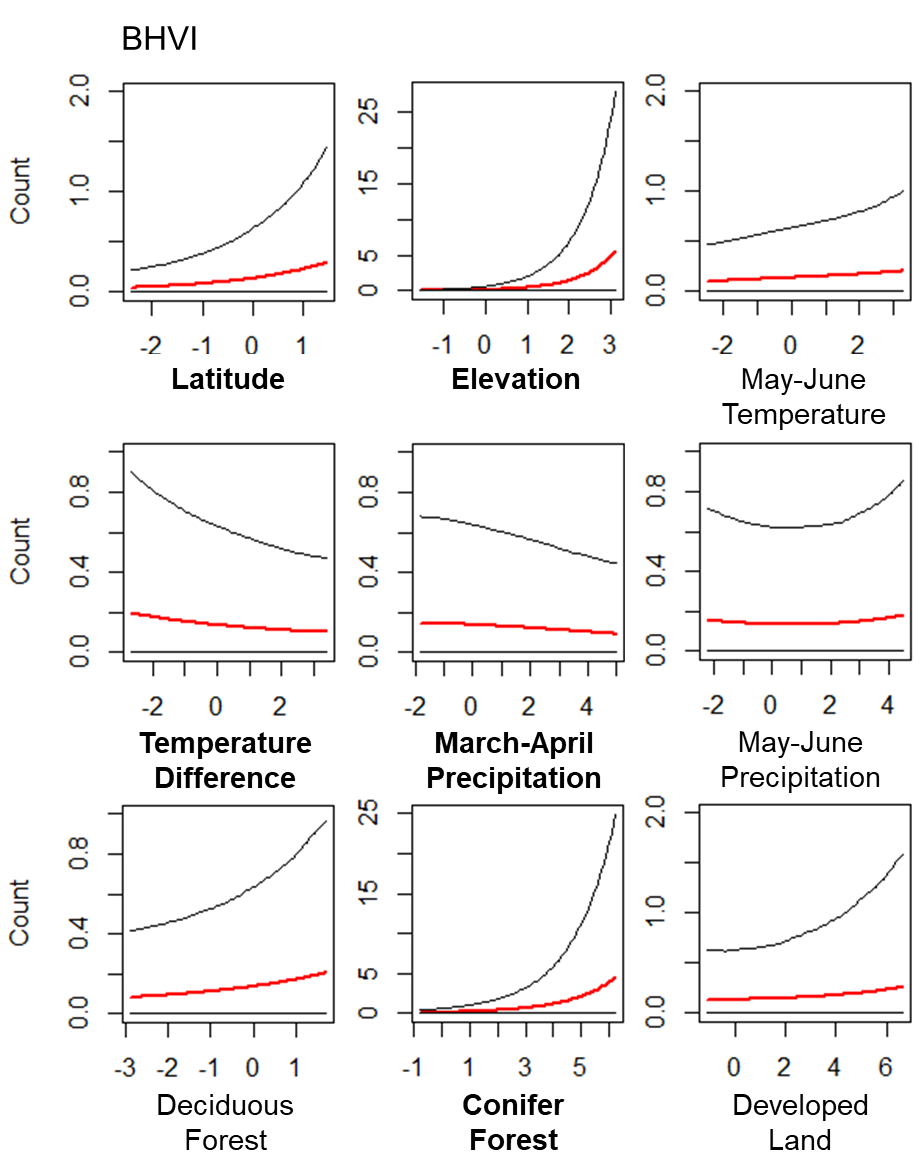 BHVI
Count
0.0 1.0 2.0
-2 -1 0 1
Latitude
0 5 15 25
-1 0 1 2 3
Elevation
0.0 1.0 2.0
-2 0 2
May-June
Temperature
Count
0.0 0.4 0.8
-2 0 2
Temperature
Difference
0.0 0.4 0.8
-2 0 2 4
March-April
Precipitation
0.0 0.4 0.8
-2 0 2 4
May-June
Precipitation
Count
0.0 0.4 0.8
-3 -2 -1 0 1
Deciduous
Forest
0 5 15 25
-1 1 3 5
Conifer
Forest
0.0 1.0 2.0
0 2 4 6
Developed
Land